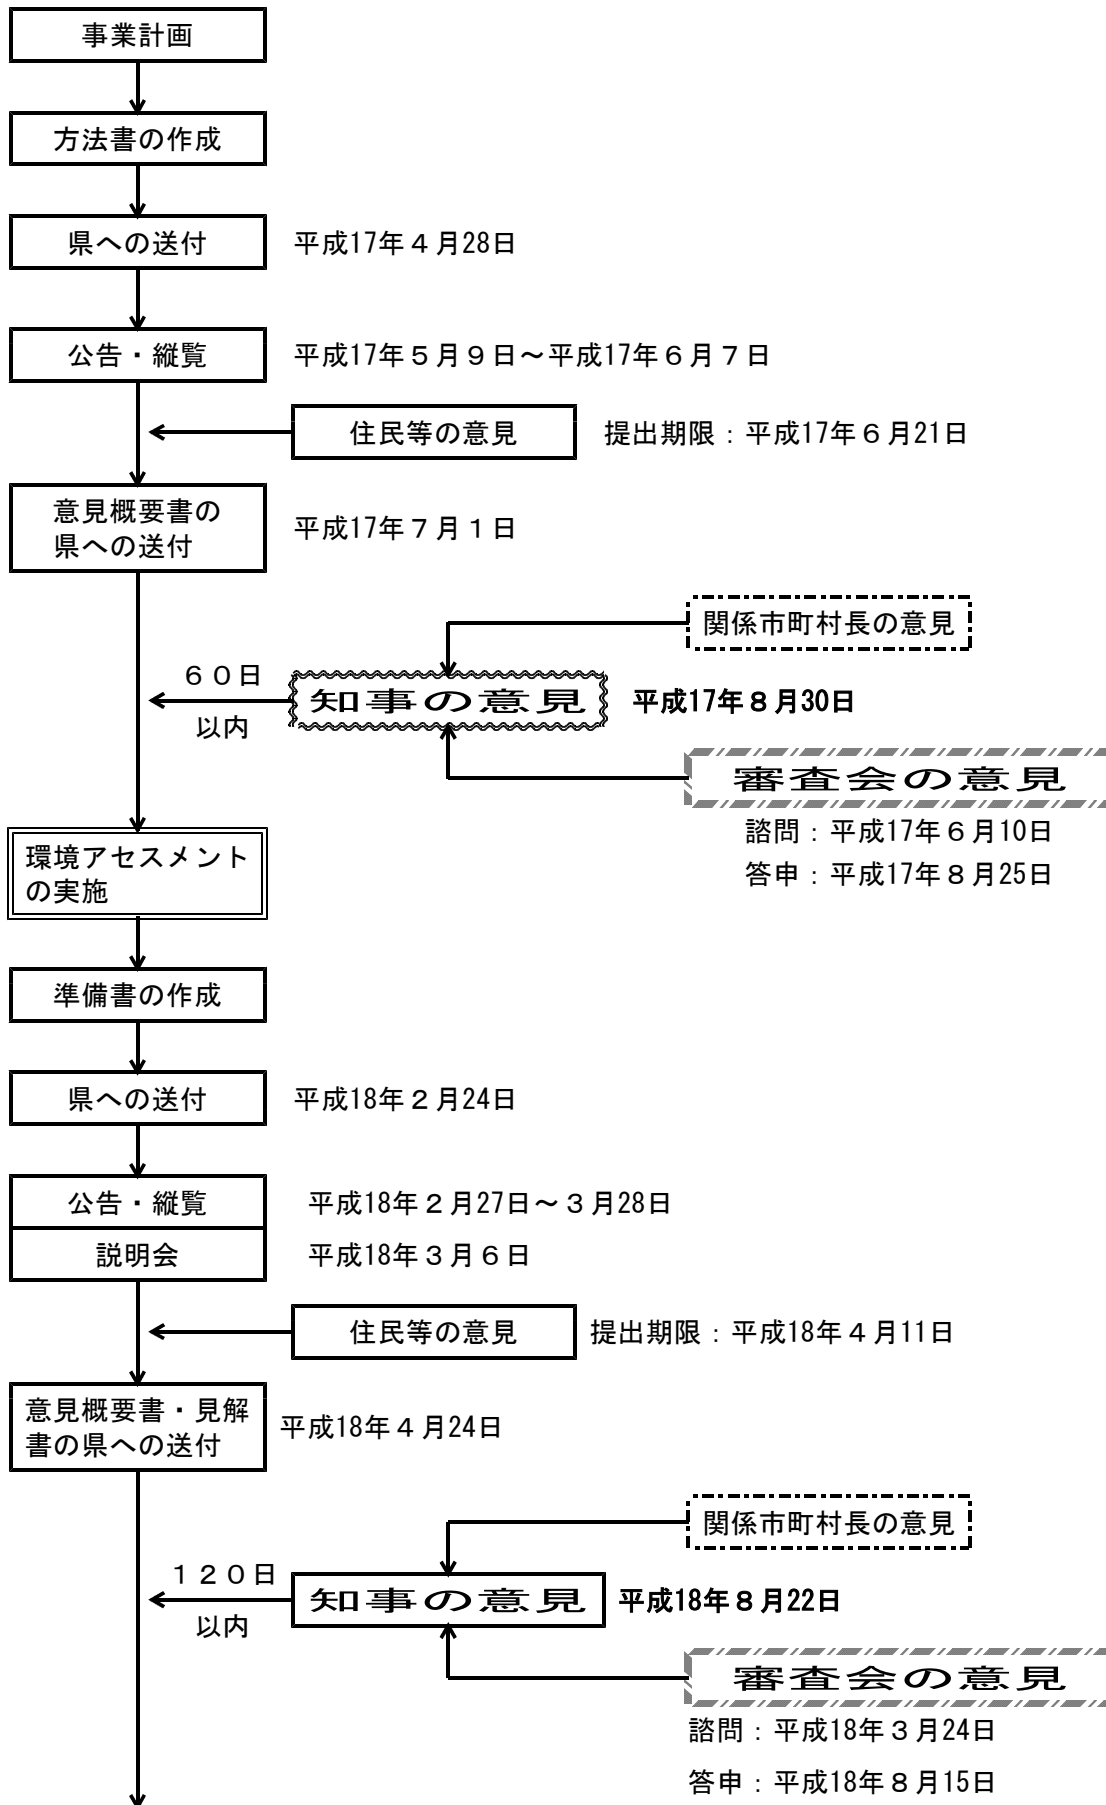 事業計画
方法書の作成
県への送付
平成17年４月28日
公告・縦覧
平成17年５月９日～平成17年６月７日
住民等の意見
提出期限：平成17年６月21日
意見概要書の
県への送付
平成17年７月１日
関係市町村長の意見
６０日
以内
知事の意見
平成17年８月30日
審査会の意見
諮問：平成17年６月10日
答申：平成17年８月25日
環境アセスメント
の実施
準備書の作成
県への送付
平成18年２月24日
公告・縦覧
平成18年２月27日～３月28日
説明会
平成18年３月６日
住民等の意見
提出期限：平成18年４月11日
意見概要書・見解
書の県への送付
平成18年４月24日
関係市町村長の意見
１２０日
以内
知事の意見
平成18年８月22日
審査会の意見
諮問：平成18年３月24日
答申：平成18年８月15日